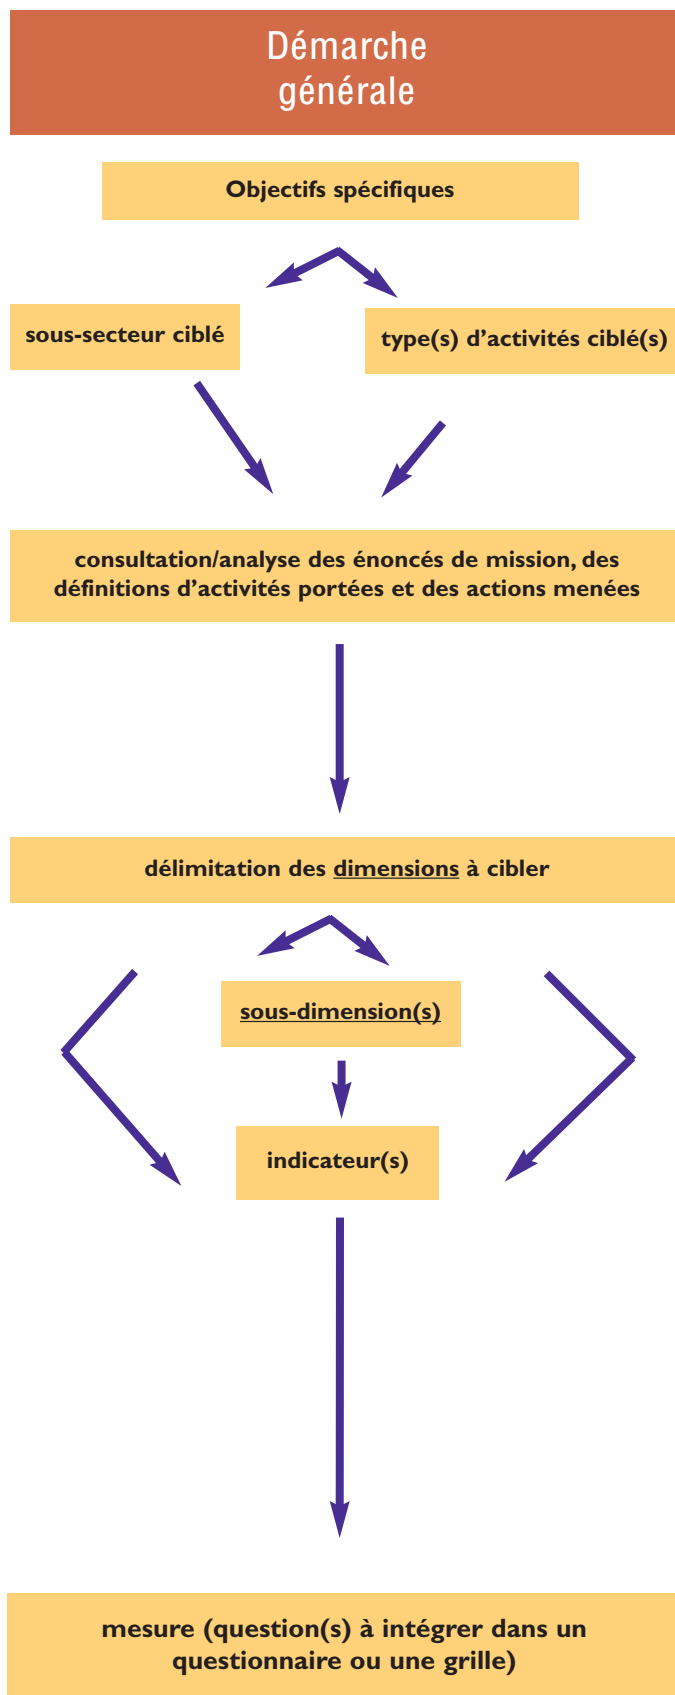 Démarche
générale
Objectifs spécifiques
sous-secteur ciblé
type(s) d’activités ciblé(s)
consultation/analyse des énoncés de mission, des
définitions d’activités portées et des actions menées
délimitation des dimensions à cibler
sous-dimension(s)
indicateur(s)
mesure (question(s) à intégrer dans un
questionnaire ou une grille)